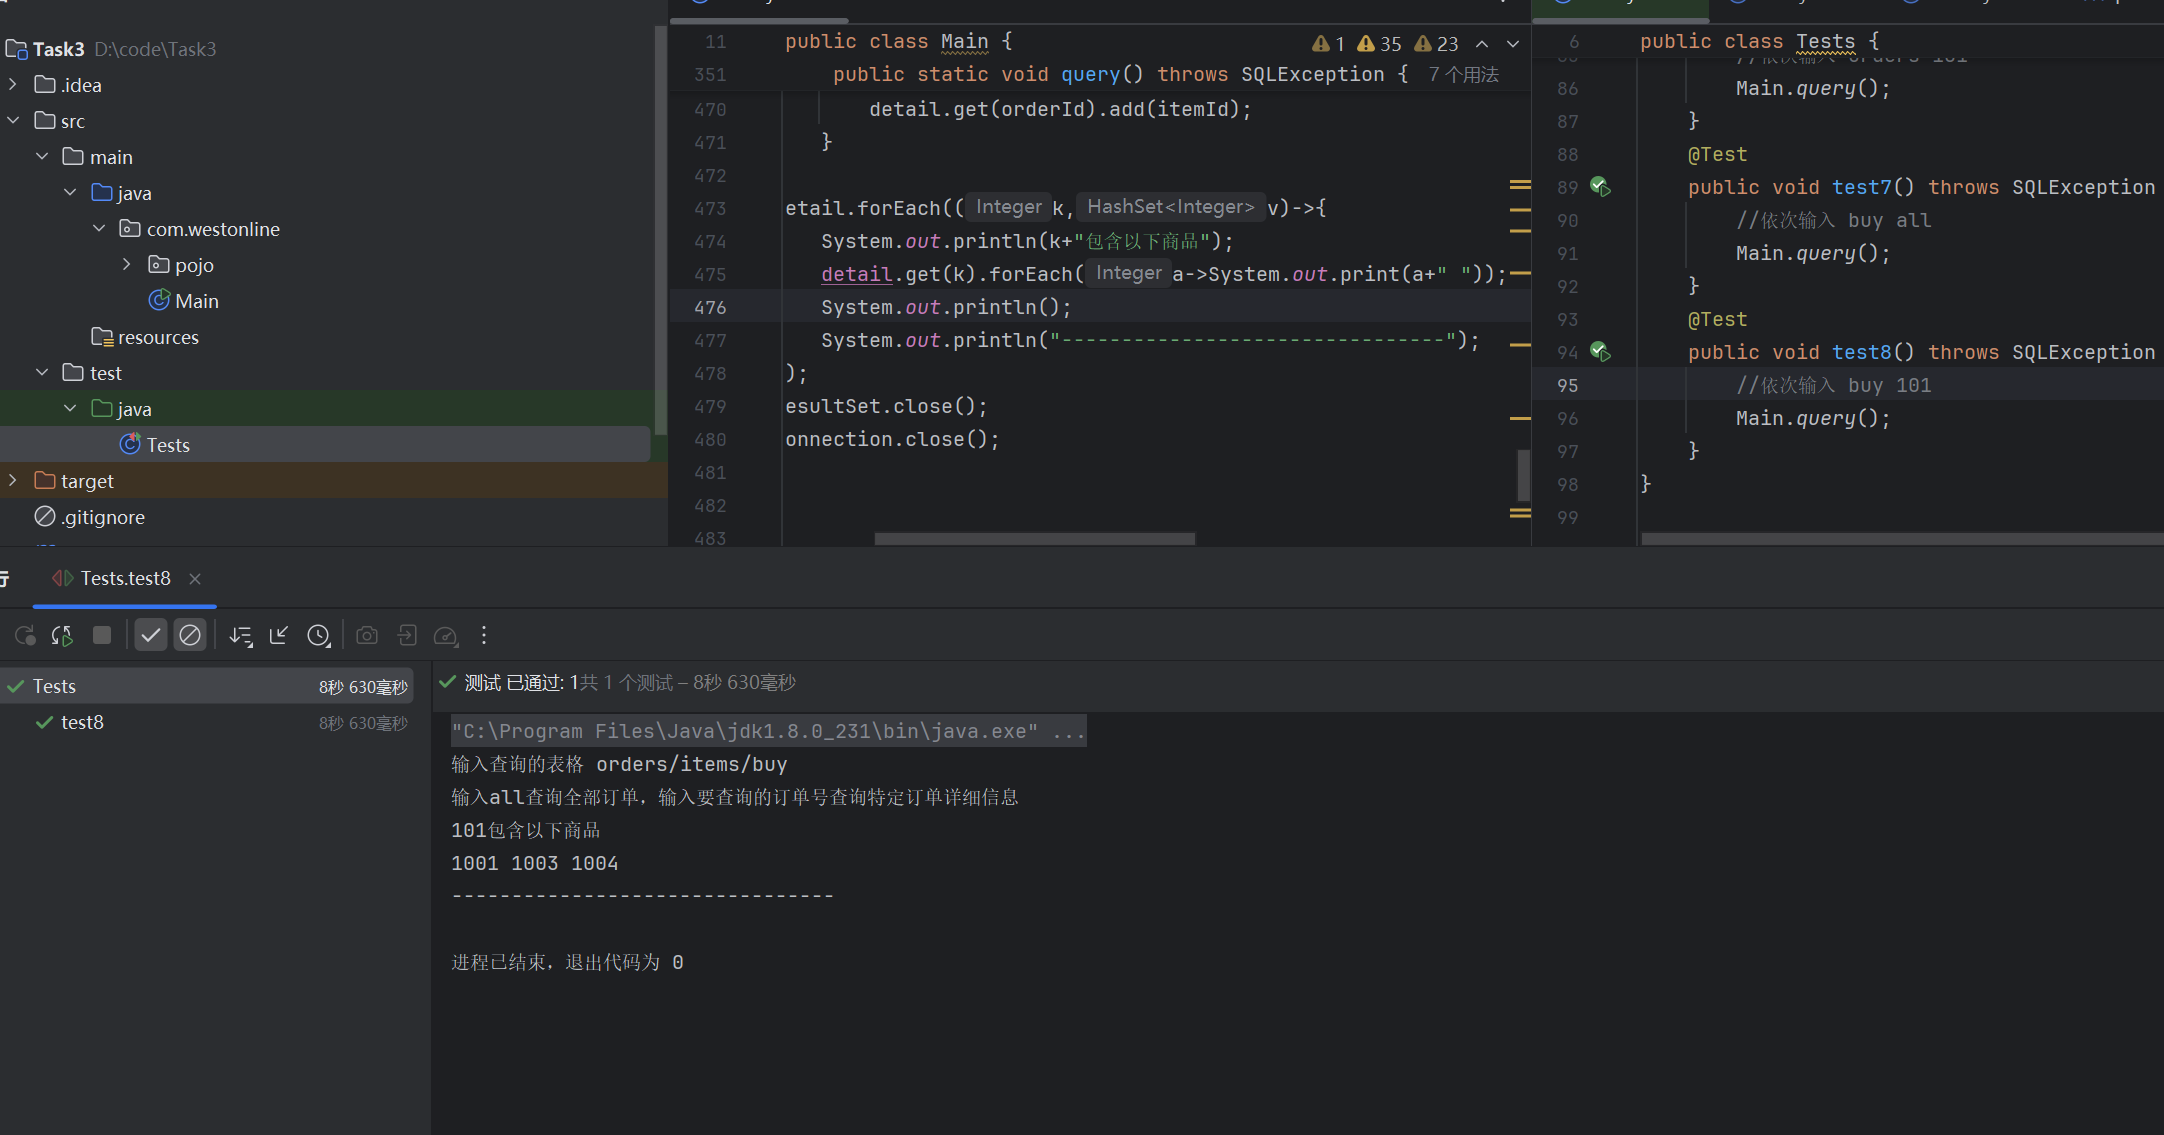 Task3 D:\code\Task3
.idea
src
main
java
com.westonline
pojo
Main
resources
test
java
Tests
target
.gitignore
11 public class Main {
1 35 23
351 public static void query() throws SQLException { 7 个用法
470 detail.get(orderId).add(itemId);
471 }
472
473 etail.forEach(( Integer k, HashSet<Integer> v)->{
474 System.out.println(k+"包含以下商品");
475 detail.get(k).forEach( Integer a->System.out.print(a+" "));
476 System.out.println();
477 System.out.println("--------------------------------");
478 );
479 esultSet.close();
480 onnection.close();
481
482
483
6 public class Tests {
//依次输入 orders 101
86 Main.query();
87 }
88 @Test
89 public void test7() throws SQLException
90 //依次输入 buy all
91 Main.query();
92 }
93 @Test
94 public void test8() throws SQLException
95 //依次输入 buy 101
96 Main.query();
97 }
98 }
99
Tests.test8
Tests 8秒 630毫秒
test8 8秒 630毫秒
测试 已通过: 1共 1 个测试 – 8秒 630毫秒
"C:\Program Files\Java\jdk1.8.0_231\bin\java.exe" ...
输入查询的表格 orders/items/buy
输入all查询全部订单，输入要查询的订单号查询特定订单详细信息
101包含以下商品
1001 1003 1004
--------------------------------
进程已结束，退出代码为 0